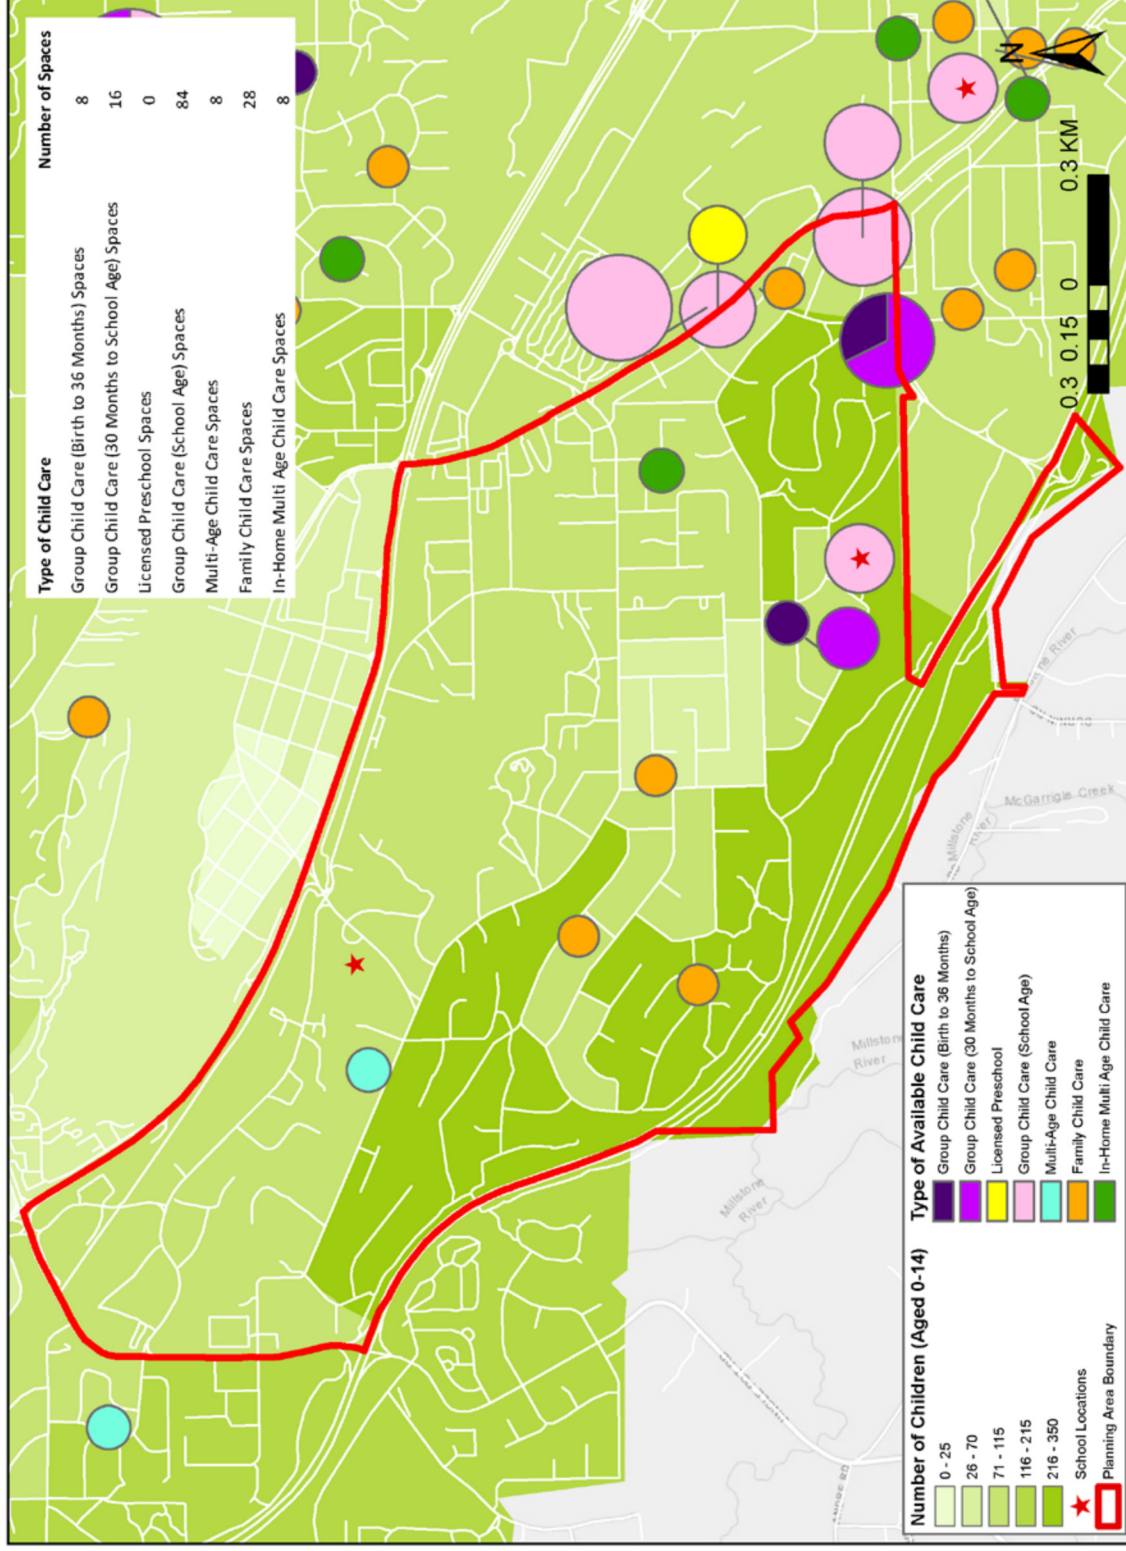 Type of Child Care Number of Spaces
Group Child Care (Birth to 36 Months) Spaces 8
Group Child Care (30 Months to School Age) Spaces 16
Licensed Preschool Spaces 0
Group Child Care (School Age) Spaces 84
Multi-Age Child Care Spaces 8
Family Child Care Spaces 28
In-Home Multi Age Child Care Spaces 8
Millstone
River
Millstone
River
Millstone
River
McGarrigle Creek
River
Number of Children (Aged 0-14)
0 - 25
26 - 70
71 - 115
116 - 215
216 - 350
School Locations
Planning Area Boundary
Type of Available Child Care
Group Child Care (Birth to 36 Months)
Group Child Care (30 Months to School Age)
Licensed Preschool
Group Child Care (School Age)
Multi-Age Child Care
Family Child Care
In-Home Multi Age Child Care
0.3 0.15 0 0.3 KM
N